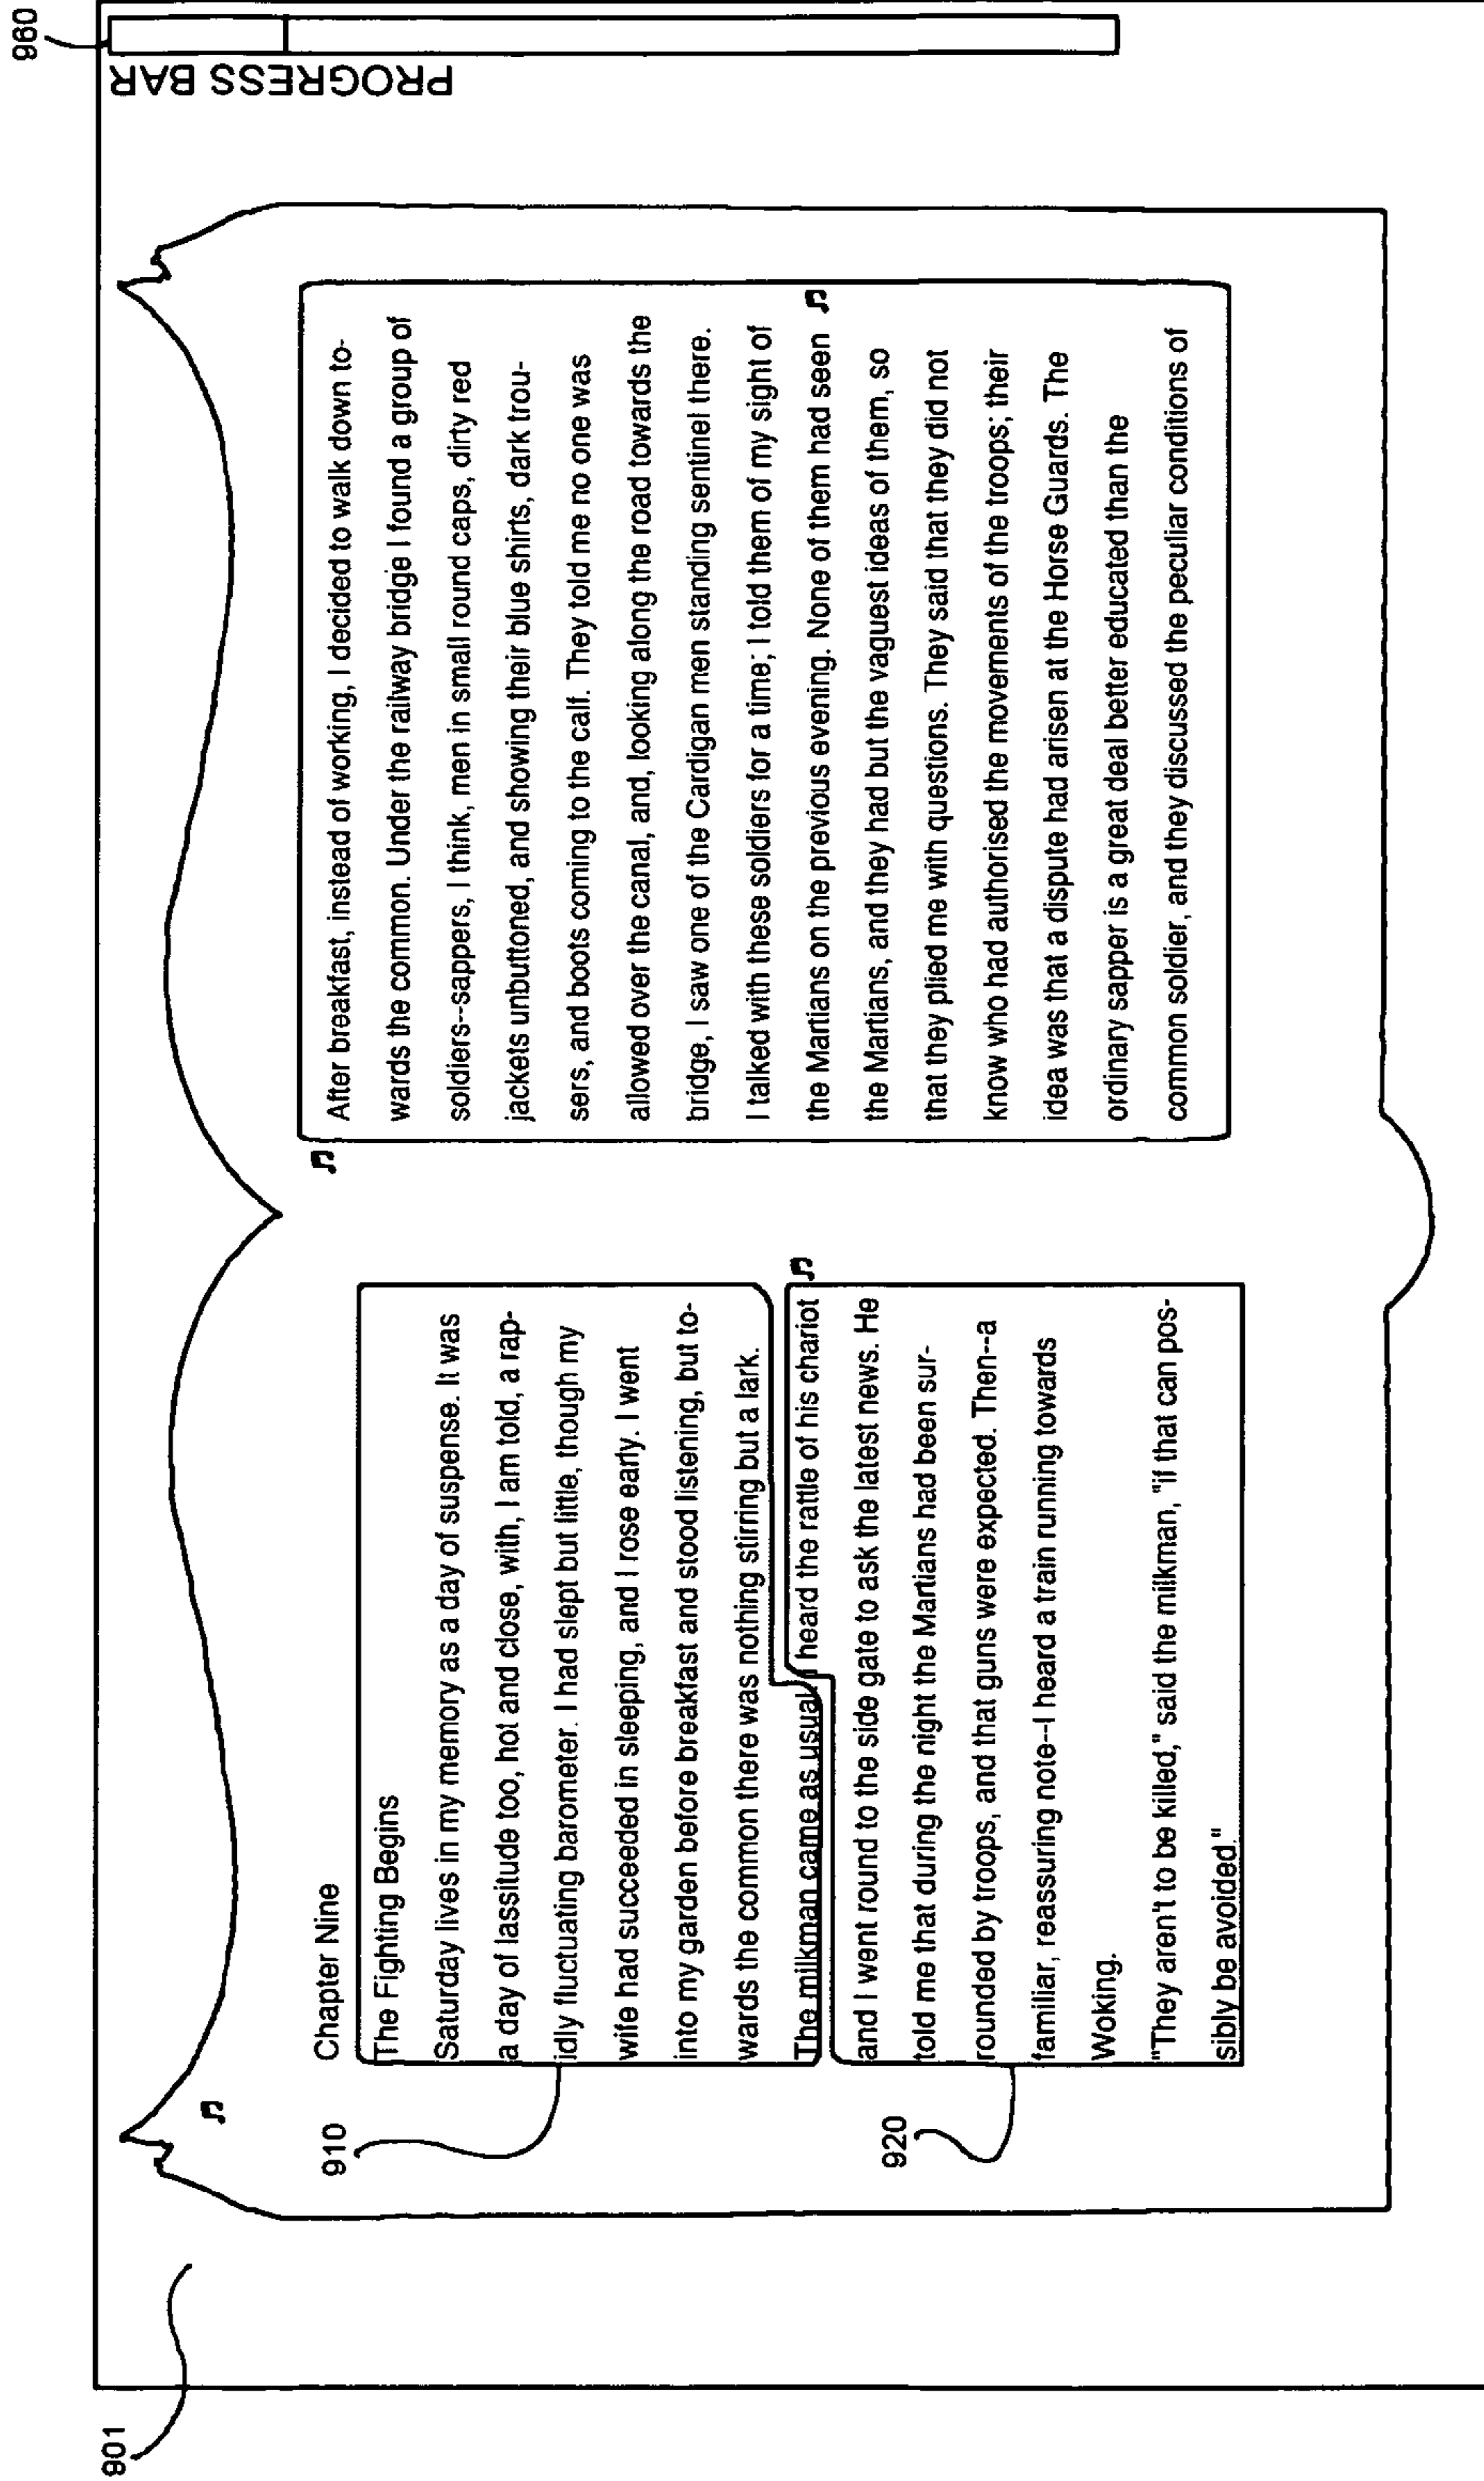 901
960
PROGRESS BAR
♫
Chapter Nine
910
The Fighting Begins
Saturday lives in my memory as a day of suspense. It was
a day of lassitude too, hot and close, with, I am told, a rap-
idly fluctuating barometer. I had slept but little, though my
wife had succeeded in sleeping, and I rose early. I went
into my garden before breakfast and stood listening, but to-
wards the common there was nothing stirring but a lark.
The milkman came as usual. I heard the rattle of his chariot ♫
920
and I went round to the side gate to ask the latest news. He
told me that during the night the Martians had been sur-
rounded by troops, and that guns were expected. Then--a
familiar, reassuring note--I heard a train running towards
Woking.
"They aren't to be killed," said the milkman, "if that can pos-
sibly be avoided."
♫
After breakfast, instead of working, I decided to walk down to-
wards the common. Under the railway bridge I found a group of
soldiers--sappers, I think, men in small round caps, dirty red
jackets unbuttoned, and showing their blue shirts, dark trou-
sers, and boots coming to the calf. They told me no one was
allowed over the canal, and, looking along the road towards the
bridge, I saw one of the Cardigan men standing sentinel there.
I talked with these soldiers for a time; I told them of my sight of
the Martians on the previous evening. None of them had seen ♫
the Martians, and they had but the vaguest ideas of them, so
that they plied me with questions. They said that they did not
know who had authorised the movements of the troops; their
idea was that a dispute had arisen at the Horse Guards. The
ordinary sapper is a great deal better educated than the
common soldier, and they discussed the peculiar conditions of